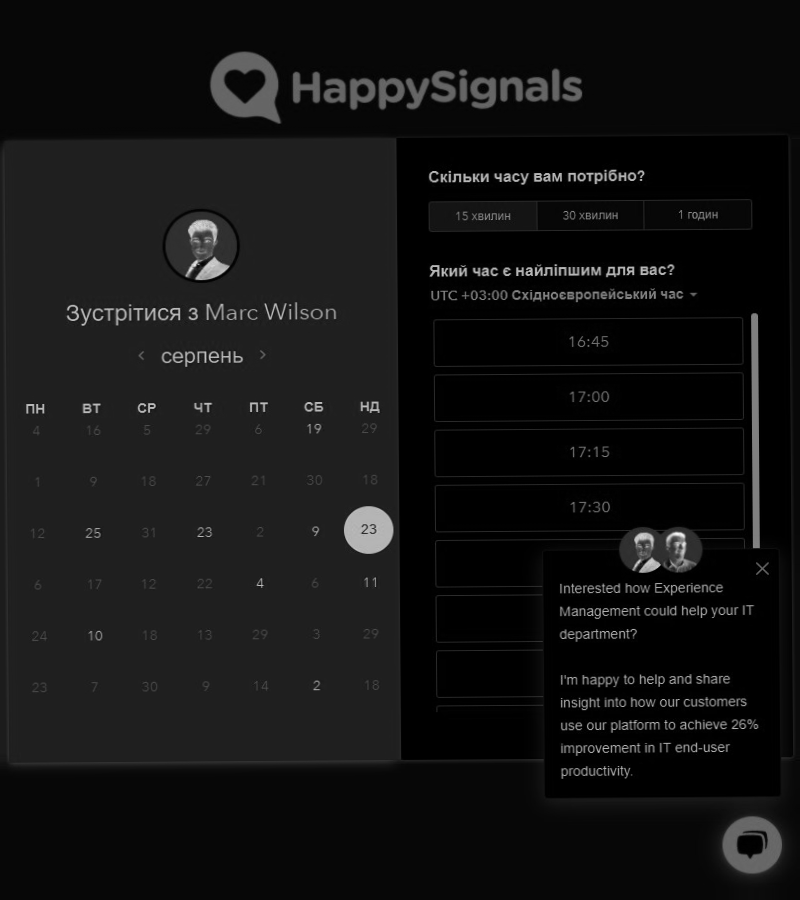 HappySignals
Зустрітися з Marc Wilson
серпень
ПН ВТ СР ЧТ ПТ СБ НД
4 16 5 29 6 19 29
1 9 18 27 21 30 18
12 25 31 23 2 9 23
6 17 12 22 4 6 11
24 10 18 13 29 3 29
23 7 30 9 14 2 18
Скільки часу вам потрібно?
15 хвилин 30 хвилин 1 годин
Який час є найліпшим для вас?
UTC +03:00 Східноєвропейський час
16:45
17:00
17:15
17:30
Interested how Experience
Management could help your IT
department?
I'm happy to help and share
insight into how our customers
use our platform to achieve 26%
improvement in IT end-user
productivity.